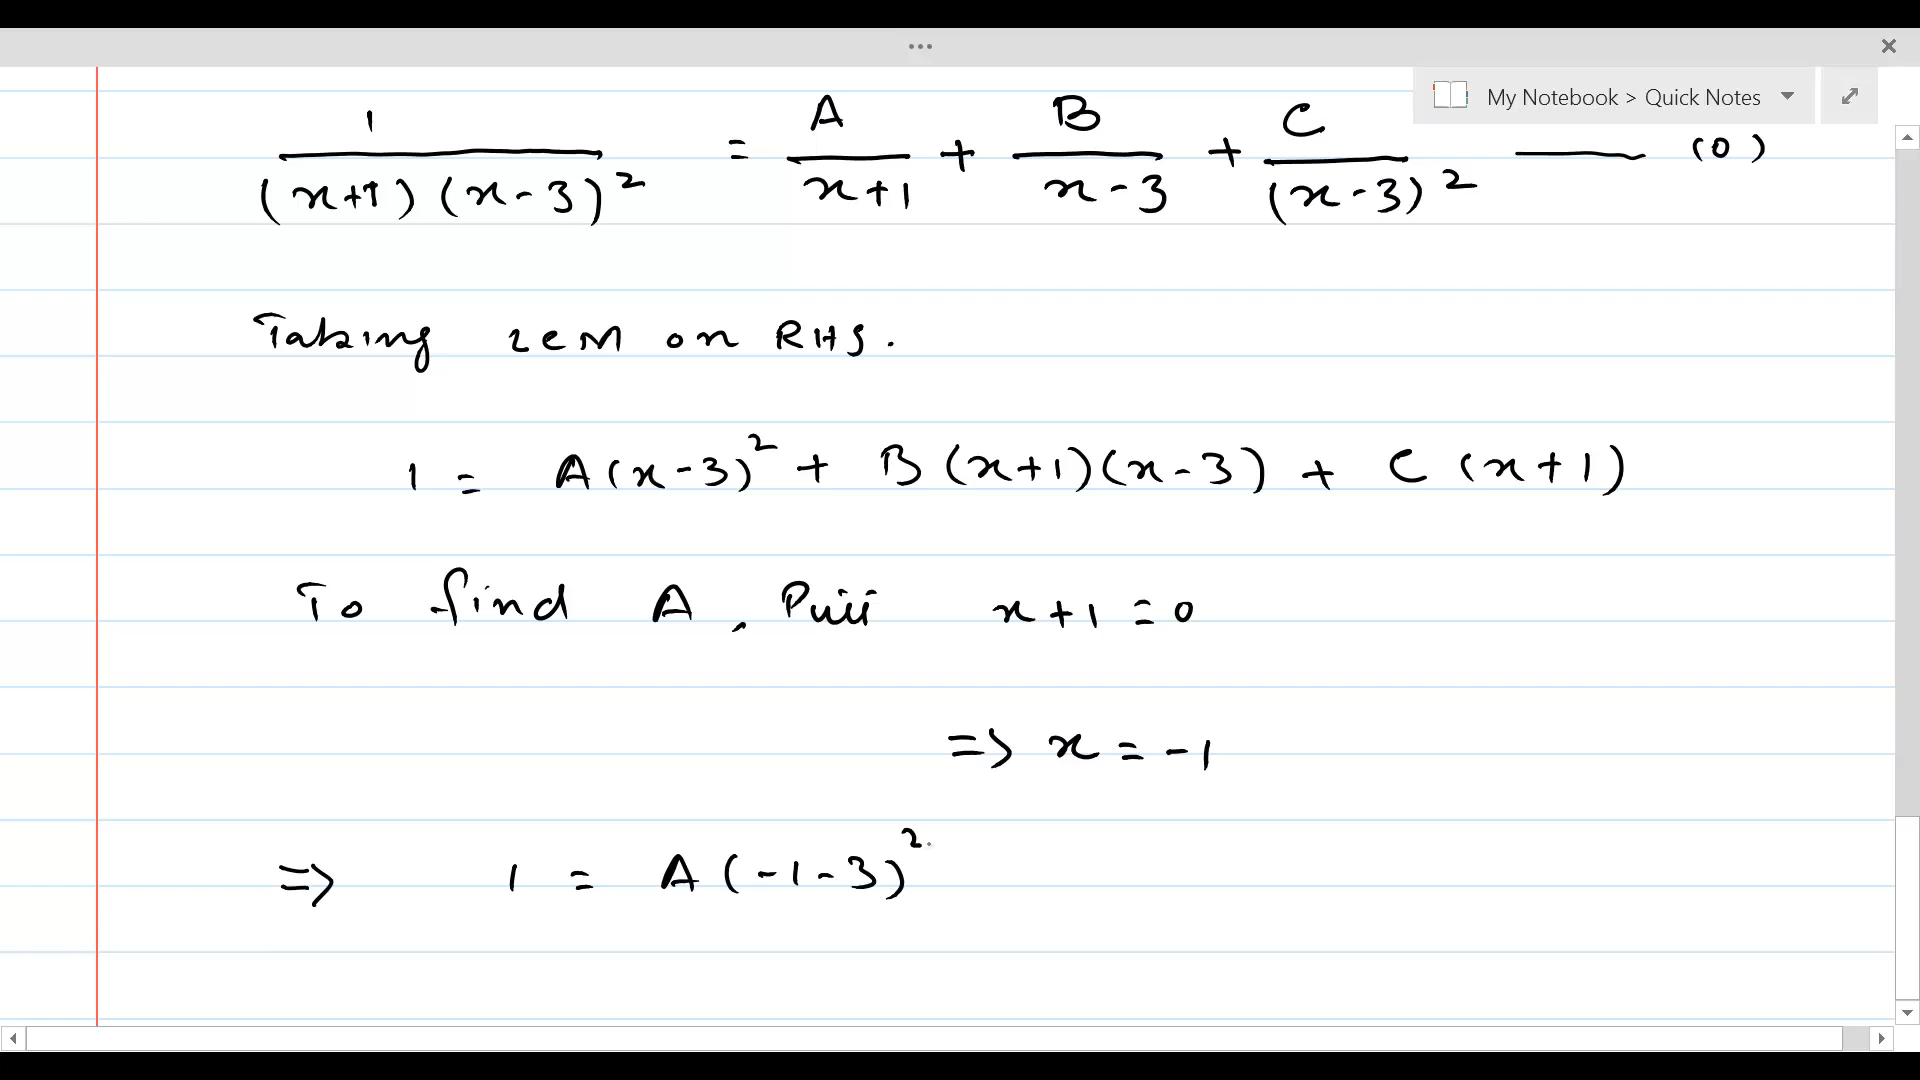 My Notebook > Quick Notes
1/((x+1)(x-3)²) = A/(x+1) + B/(x-3) + C/(x-3)² —— (0)
Taking LCM on RHS.
1 = A(x-3)² + B(x+1)(x-3) + C(x+1)
To find A, Put x+1=0
=> x = -1
=> 1 = A(-1-3)²